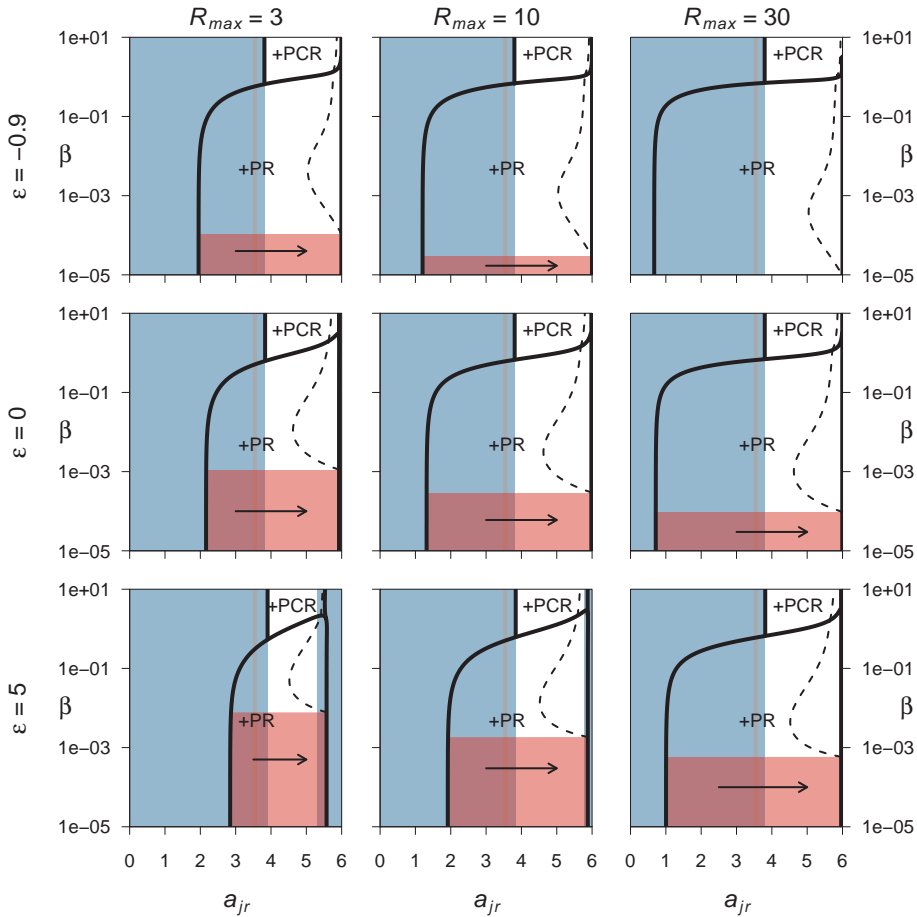 R_max = 3 R_max = 10 R_max = 30
ε = −0.9
β
1e+01
1e−01
1e−03
1e−05
+PCR
+PR
+PCR
+PR
+PCR
+PR
1e+01
1e−01
1e−03
1e−05
β
ε = 0
β
1e+01
1e−01
1e−03
1e−05
+PCR
+PR
+PCR
+PR
+PCR
+PR
1e+01
1e−01
1e−03
1e−05
β
ε = 5
β
1e+01
1e−01
1e−03
1e−05
+PCR
+PR
+PCR
+PR
+PCR
+PR
1e+01
1e−01
1e−03
1e−05
β
0 1 2 3 4 5 6 0 1 2 3 4 5 6 0 1 2 3 4 5 6
a_jr a_jr a_jr